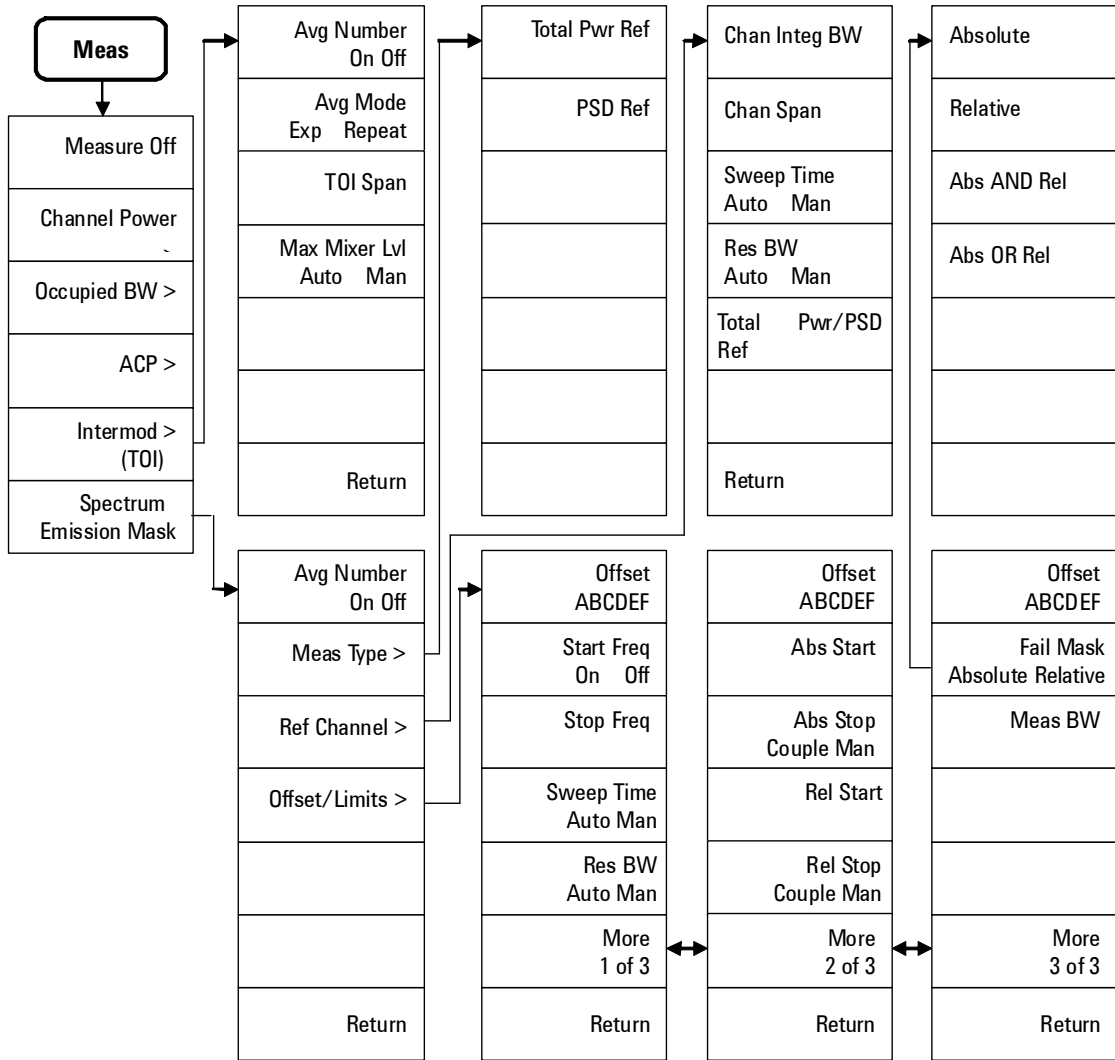 Meas
Measure Off
Channel Power
Occupied BW >
ACP >
Intermod >
(TOI)
Spectrum
Emission Mask
Avg Number
On Off
Avg Mode
Exp Repeat
TOI Span
Max Mixer Lvl
Auto Man
Return
Total Pwr Ref
PSD Ref
Chan Integ BW
Chan Span
Sweep Time
Auto Man
Res BW
Auto Man
Total Pwr/PSD
Ref
Return
Absolute
Relative
Abs AND Rel
Abs OR Rel
Avg Number
On Off
Meas Type >
Ref Channel >
Offset/Limits >
Return
Offset
ABCDEF
Start Freq
On Off
Stop Freq
Sweep Time
Auto Man
Res BW
Auto Man
More
1 of 3
Return
Offset
ABCDEF
Abs Start
Abs Stop
Couple Man
Rel Start
Rel Stop
Couple Man
More
2 of 3
Return
Offset
ABCDEF
Fail Mask
Absolute Relative
Meas BW
More
3 of 3
Return